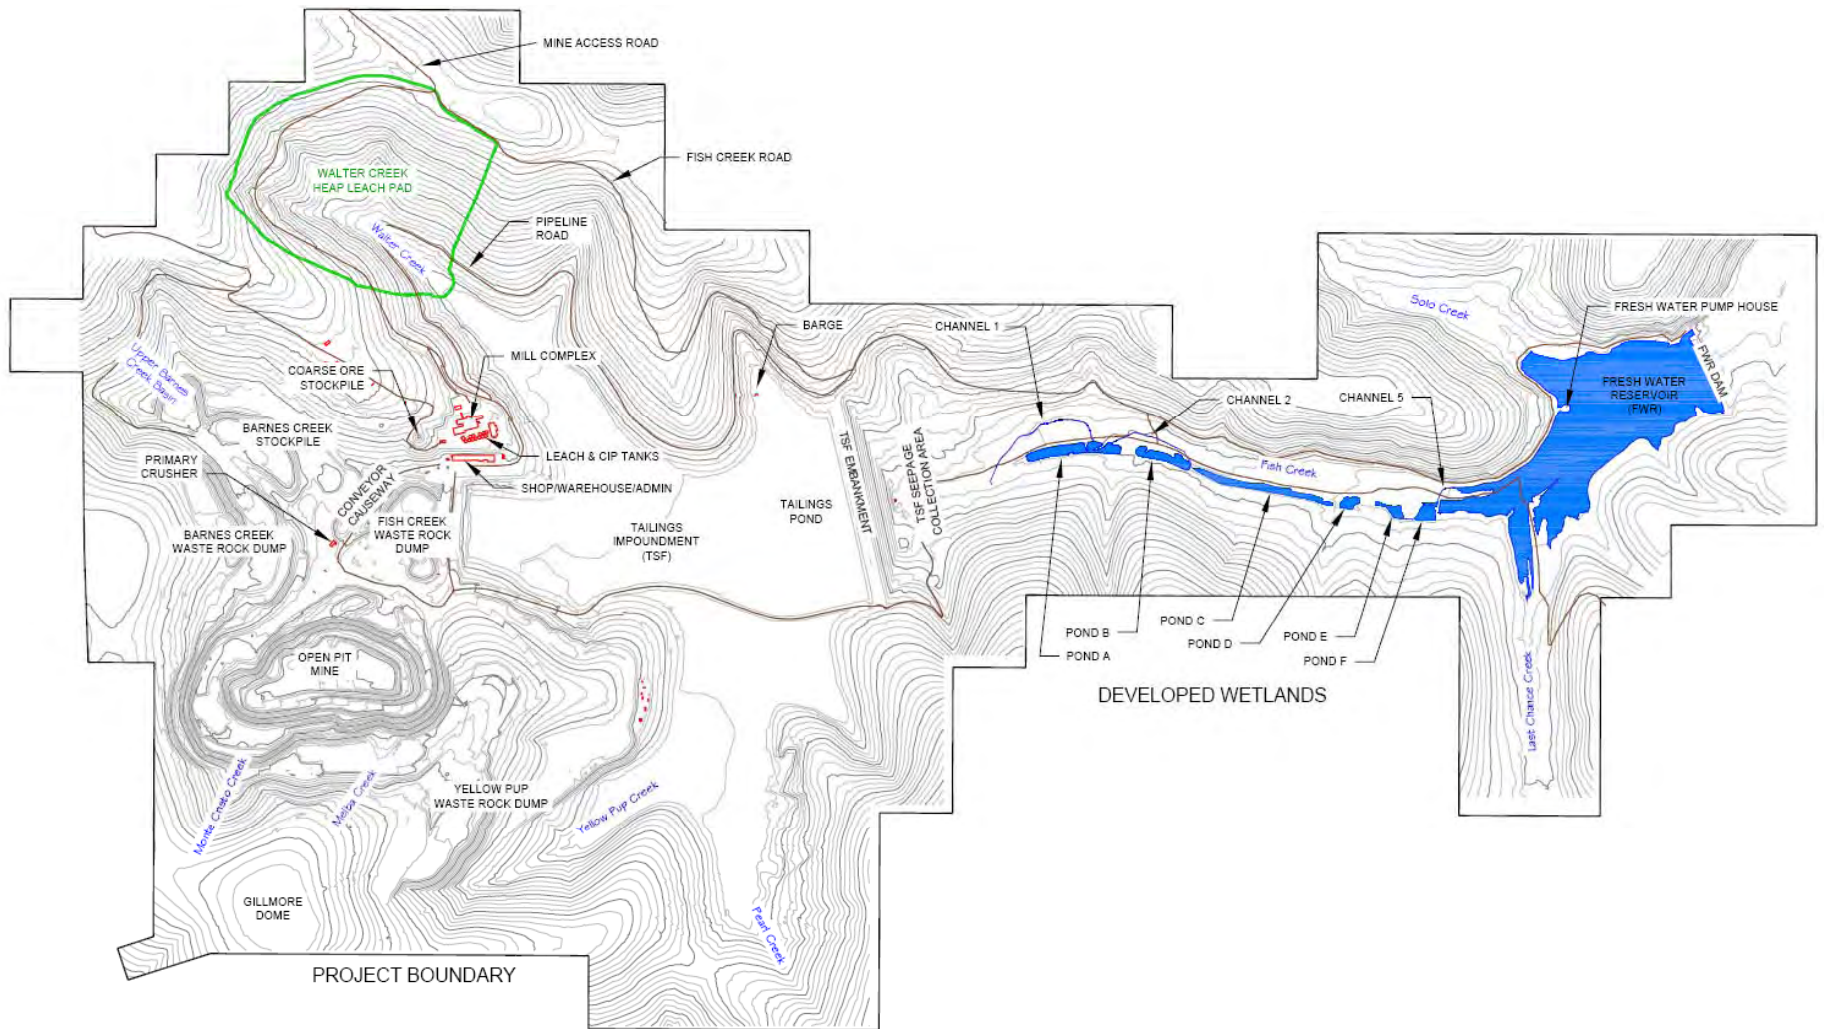 MINE ACCESS ROAD
FISH CREEK ROAD
WALTER CREEK
HEAP LEACH PAD
PIPELINE
ROAD
Walter Creek
Solo Creek
FRESH WATER PUMP HOUSE
BARGE
CHANNEL 1
Upper Barnes
Creek Basin
MILL COMPLEX
COARSE ORE
STOCKPILE
FWR DAM
FRESH WATER
RESERVOIR
(FWR)
CHANNEL 2
CHANNEL 5
BARNES CREEK
STOCKPILE
PRIMARY
CRUSHER
LEACH & CIP TANKS
SHOP/WAREHOUSE/ADMIN
CONVEYOR
CAUSEWAY
TSF EMBANKMENT
TSF SEEPAGE
COLLECTION AREA
Fish Creek
TAILINGS
POND
FISH CREEK
WASTE ROCK
DUMP
BARNES CREEK
WASTE ROCK DUMP
TAILINGS
IMPOUNDMENT
(TSF)
POND C
POND B
POND D
POND E
POND A
POND F
OPEN PIT
MINE
DEVELOPED WETLANDS
Last Chance Creek
Monte Cristo Creek
Melba Creek
YELLOW PUP
WASTE ROCK DUMP
Yellow Pup Creek
GILLMORE
DOME
Pearl Creek
PROJECT BOUNDARY